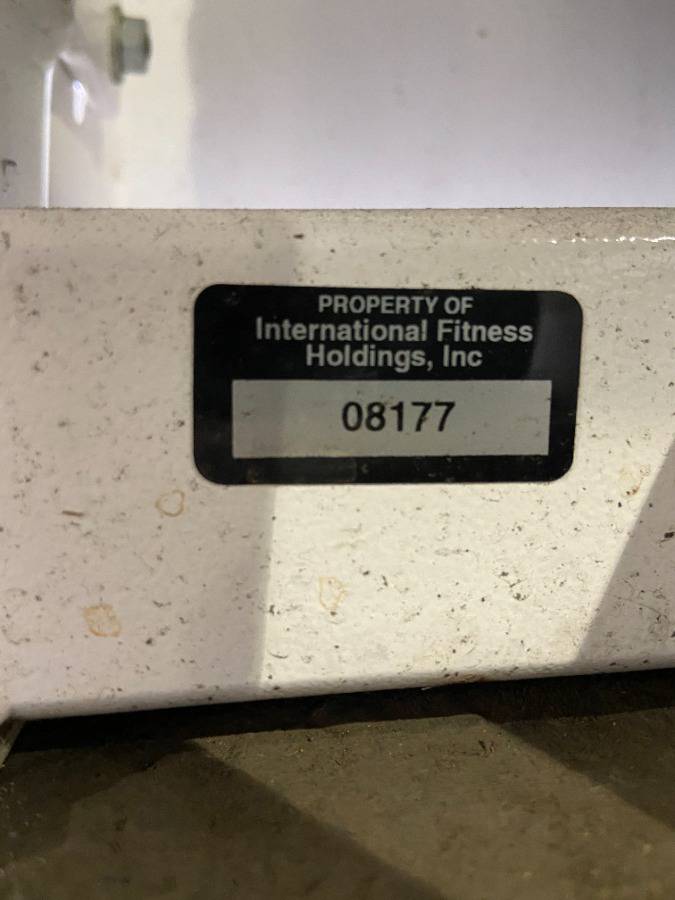 PROPERTY OF
International Fitness
Holdings, Inc
08177